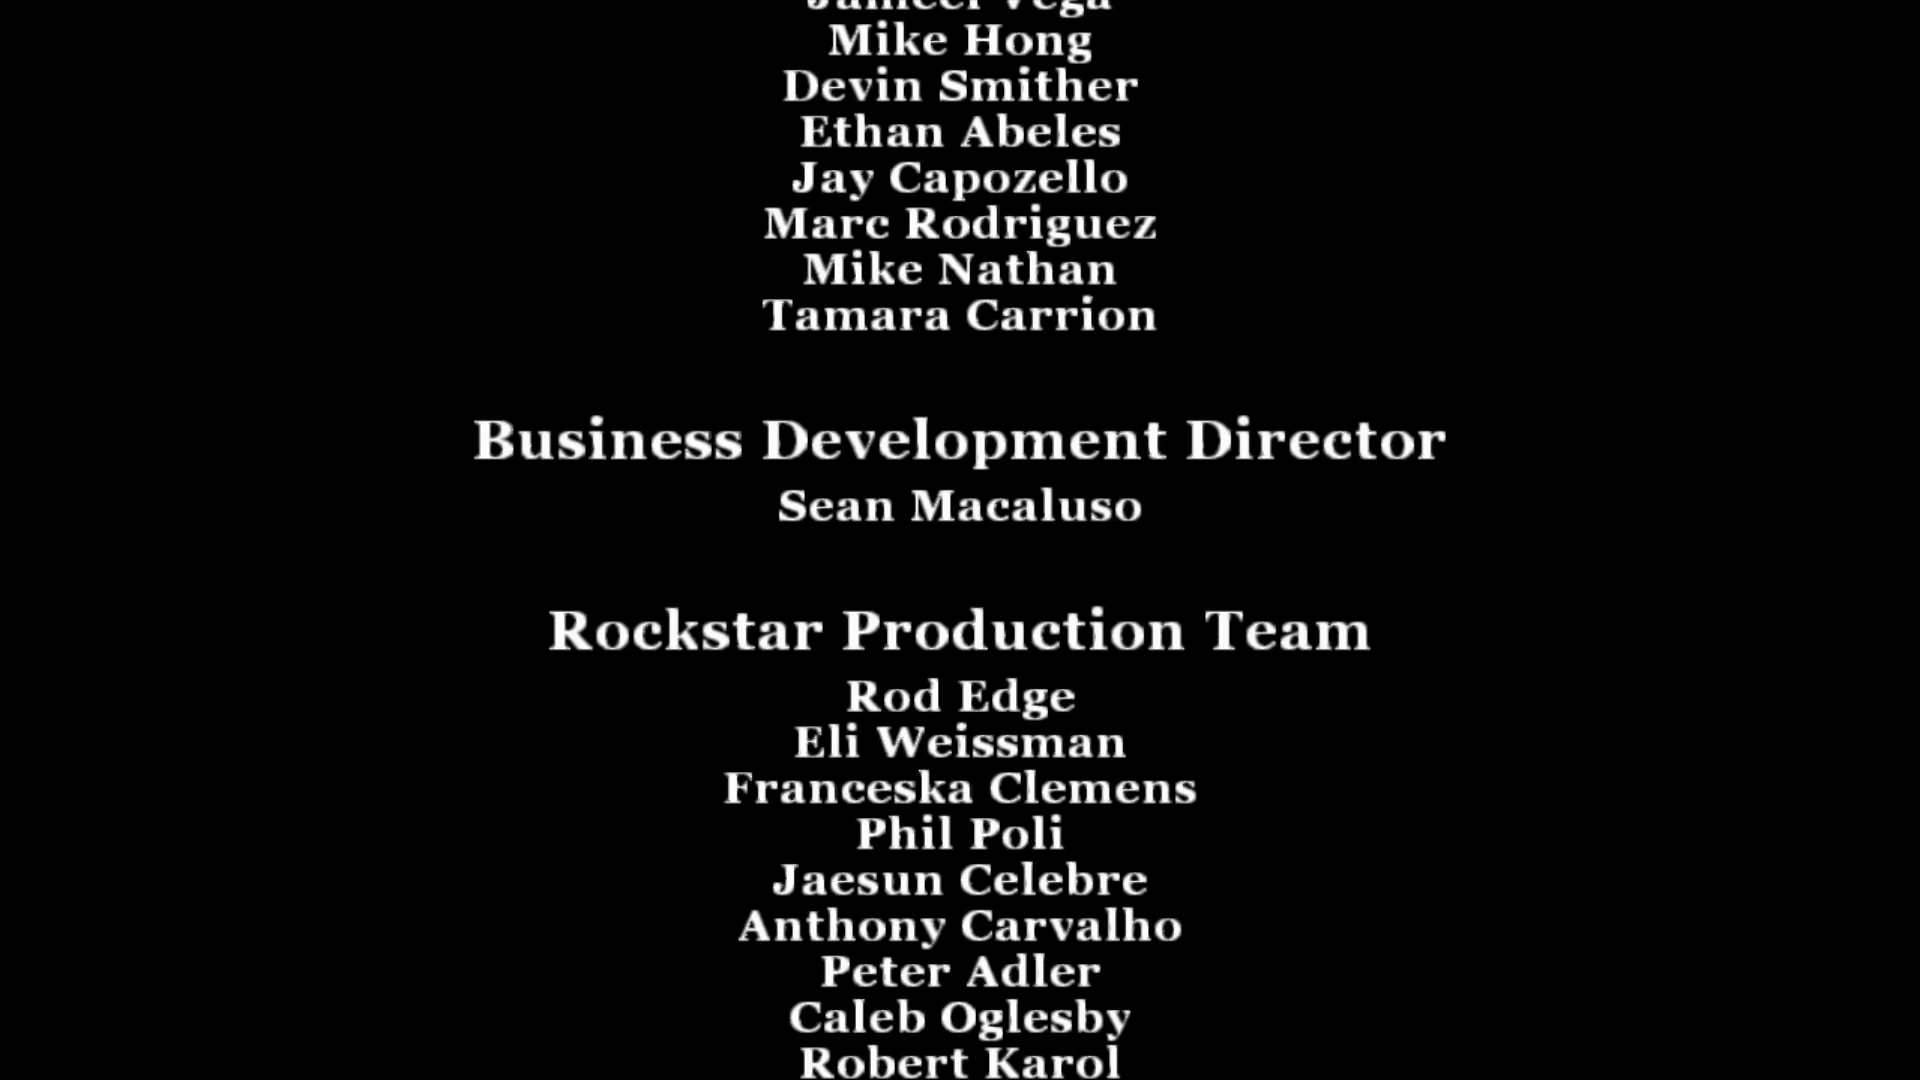 Vega
Mike Hong
Devin Smither
Ethan Abeles
Jay Capozello
Marc Rodriguez
Mike Nathan
Tamara Carrion
Business Development Director
Sean Macaluso
Rockstar Production Team
Rod Edge
Eli Weissman
Franceska Clemens
Phil Poli
Jaesun Celebre
Anthony Carvalho
Peter Adler
Caleb Oglesby
Robert Karol